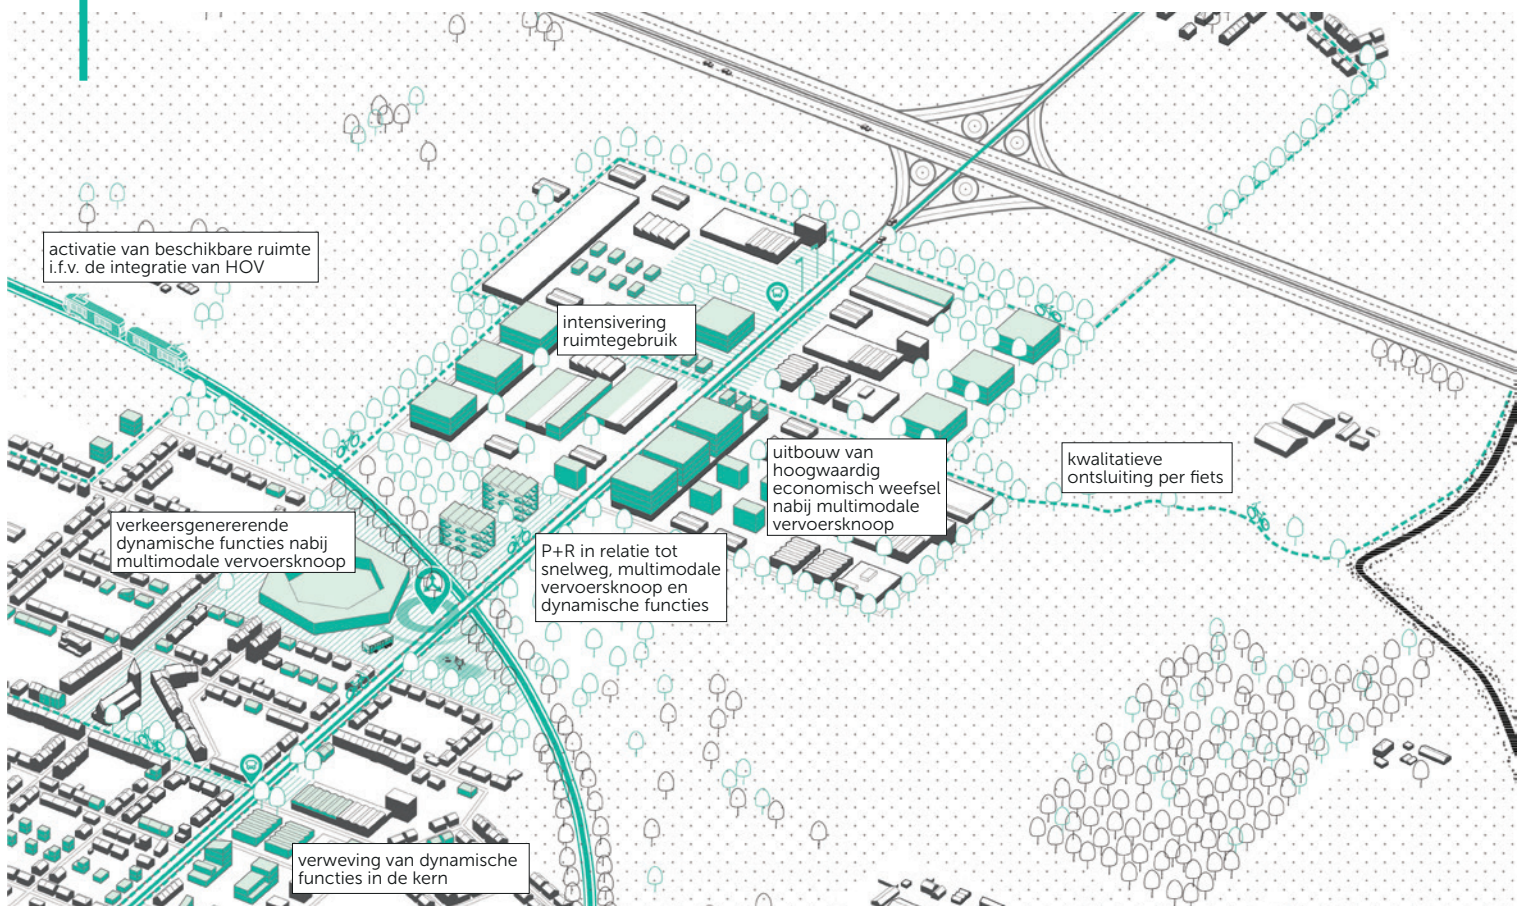 activatie van beschikbare ruimte
i.f.v. de integratie van HOV
intensivering
ruimtegebruik
uitbouw van
hoogwaardig
economisch weefsel
nabij multimodale
vervoersknoop
kwalitatieve
ontsluiting per fiets
verkeersgenererende
dynamische functies nabij
multimodale vervoersknoop
P+R in relatie tot
snelweg, multimodale
vervoersknoop en
dynamische functies
verweving van dynamische
functies in de kern